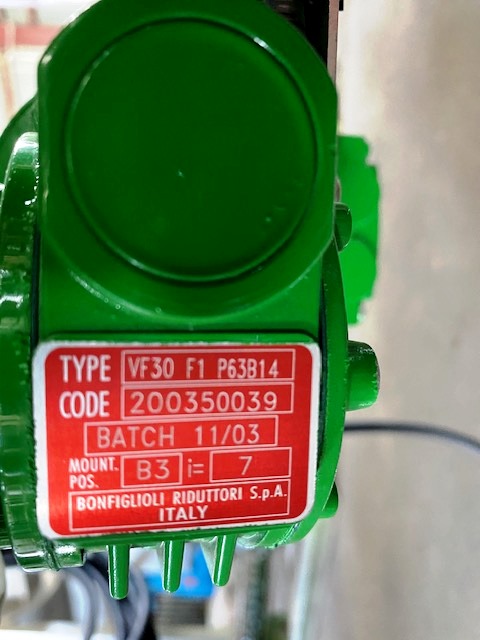 TYPE VF30 F1 P63B14
CODE 200350039
BATCH 11/03
MOUNT. POS. B3 i= 7
BONFIGLIOLI RIDUTTORI S.p.A.
ITALY